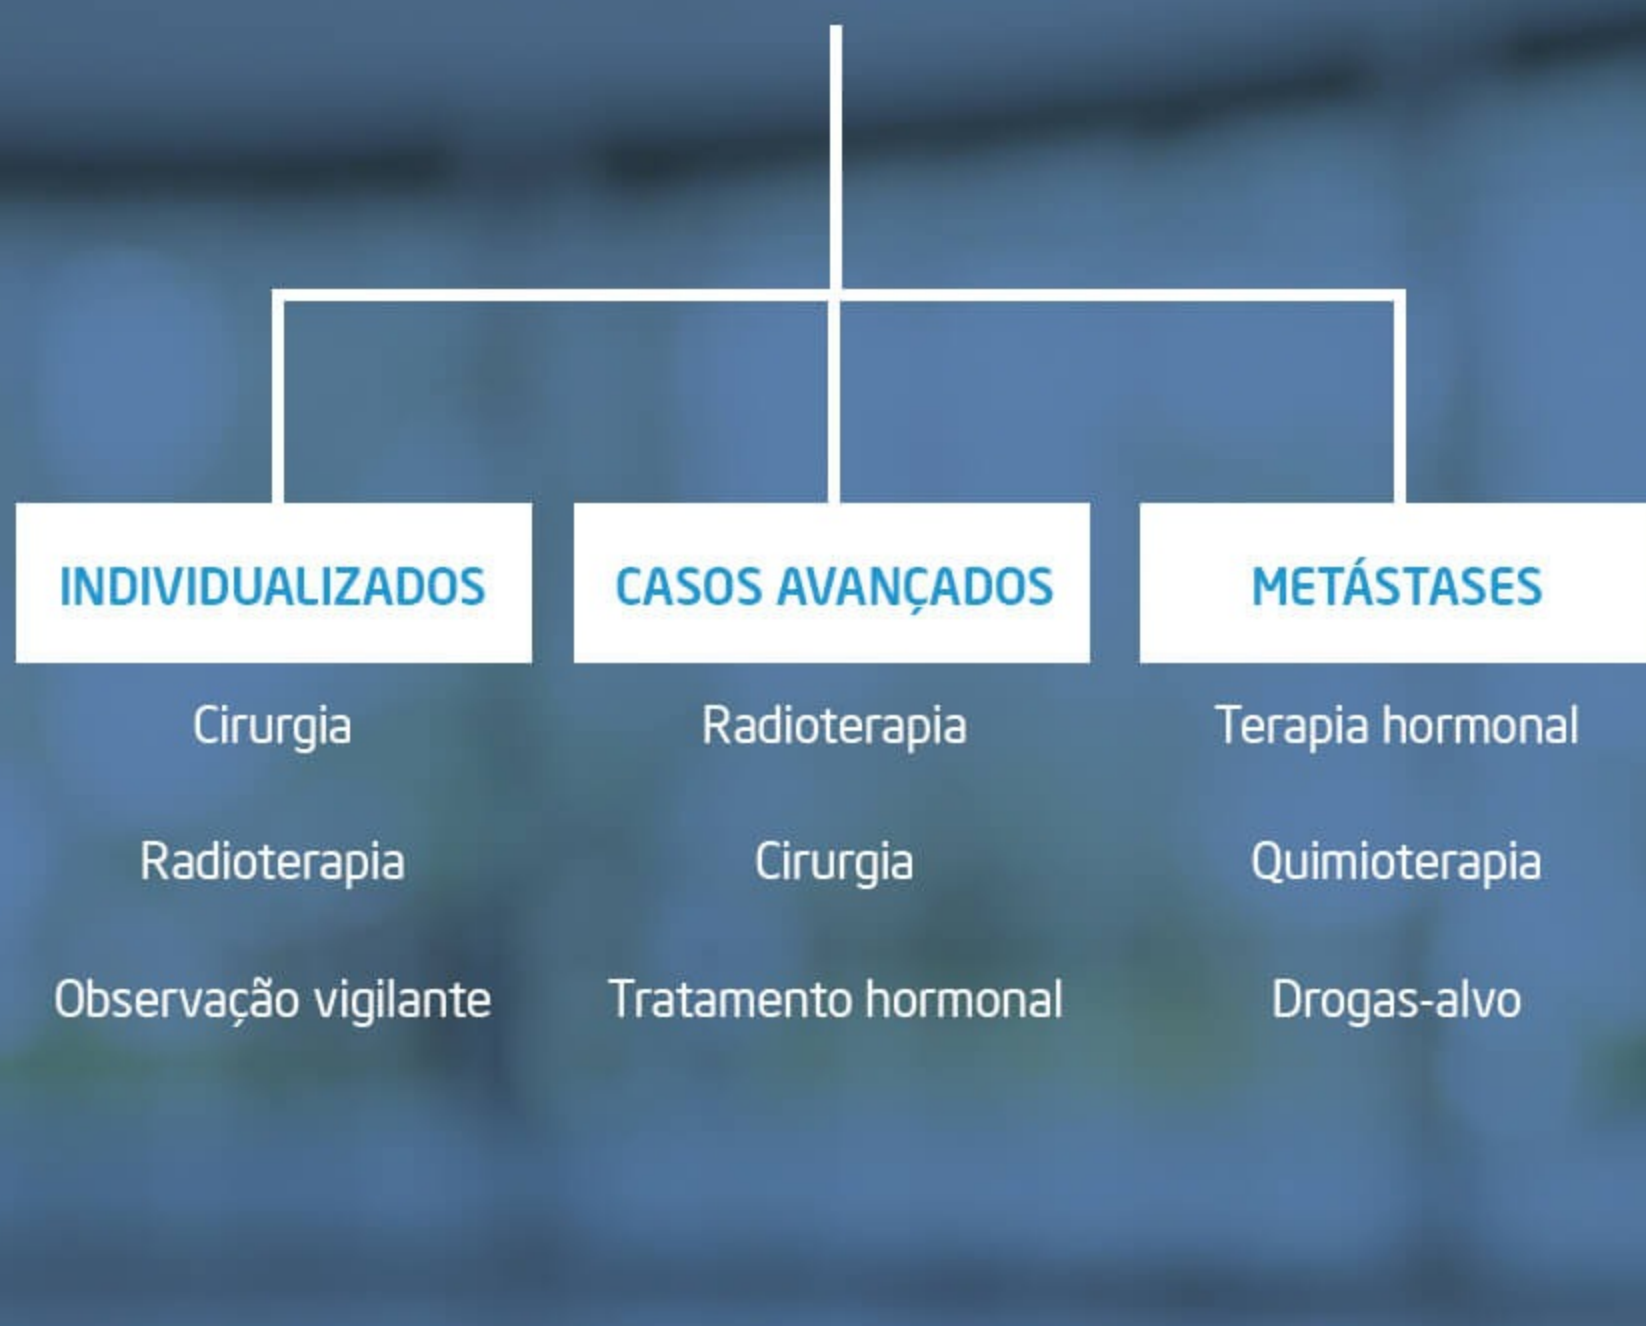 INDIVIDUALIZADOS
Cirurgia
Radioterapia
Observação vigilante
CASOS AVANÇADOS
Radioterapia
Cirurgia
Tratamento hormonal
METÁSTASES
Terapia hormonal
Quimioterapia
Drogas-alvo